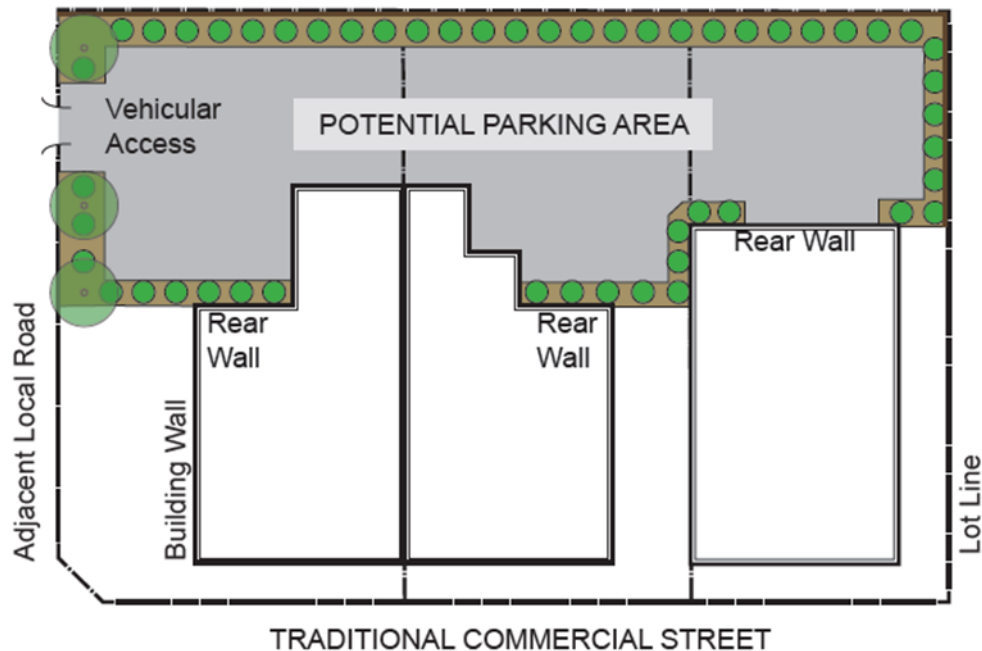 Vehicular
Access
POTENTIAL PARKING AREA
Rear Wall
Rear
Wall
Rear
Wall
Building Wall
Adjacent Local Road
Lot Line
TRADITIONAL COMMERCIAL STREET